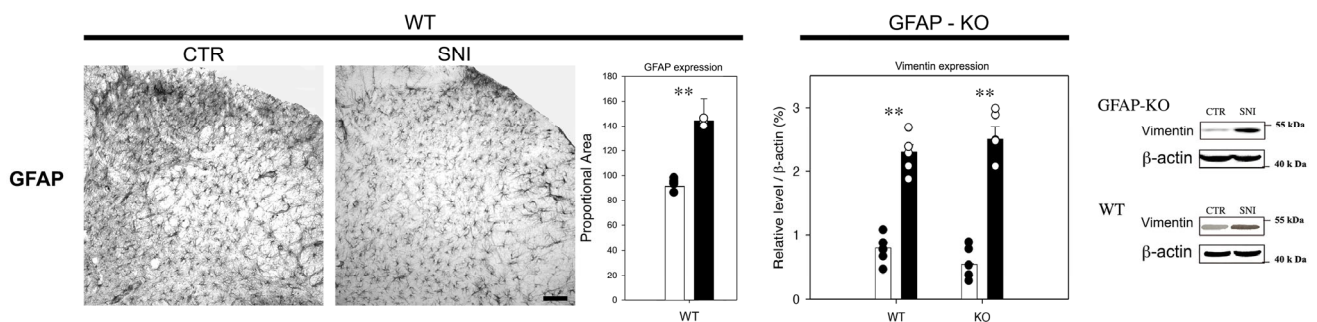 WT
GFAP - KO
CTR
SNI
GFAP
GFAP expression
**
Proportional Area
180
160
140
120
100
80
60
40
20
0
WT
Vimentin expression
**
**
Relative level / β-actin (%)
3
2
1
0
WT
KO
GFAP-KO
CTR SNI
Vimentin
55 kDa
β-actin
40 k Da
WT
CTR SNI
Vimentin
55 kDa
β-actin
40 k Da